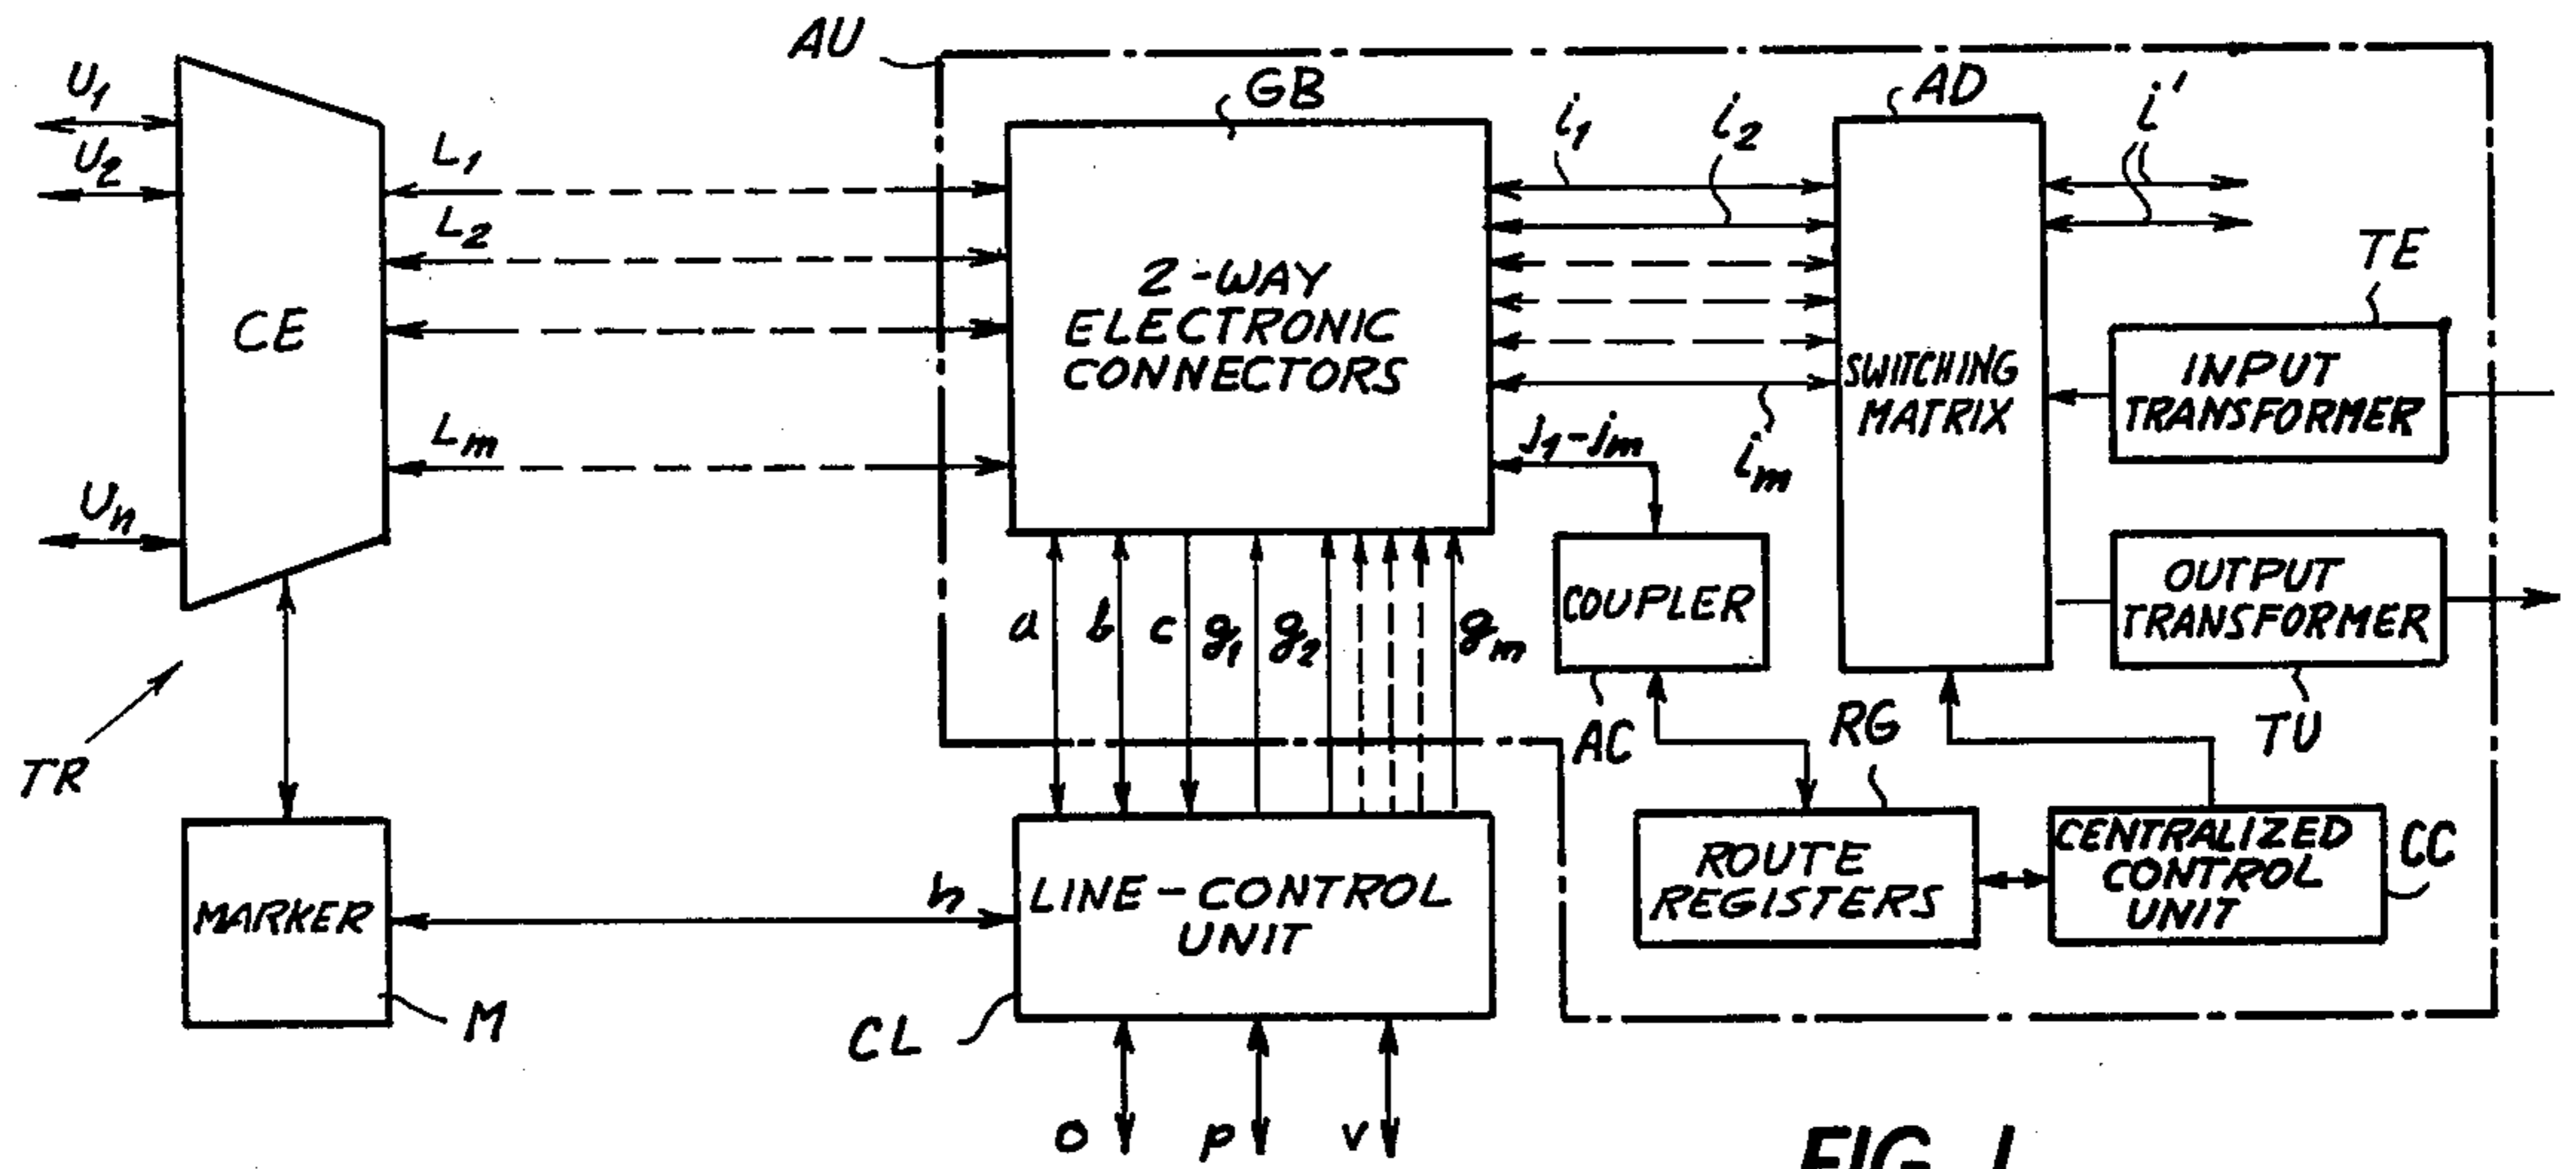 AU
U1
U2
Un
CE
L1
L2
Lm
TR
MARKER
M
GB
2-WAY
ELECTRONIC
CONNECTORS
i1
i2
im
j1-jm
AD
SWITCHING
MATRIX
i'
TE
INPUT
TRANSFORMER
OUTPUT
TRANSFORMER
TU
COUPLER
AC
RG
ROUTE
REGISTERS
CENTRALIZED
CONTROL
UNIT
CC
a
b
c
g1
g2
gm
h
LINE-CONTROL
UNIT
CL
o
p
v
FIG. 1